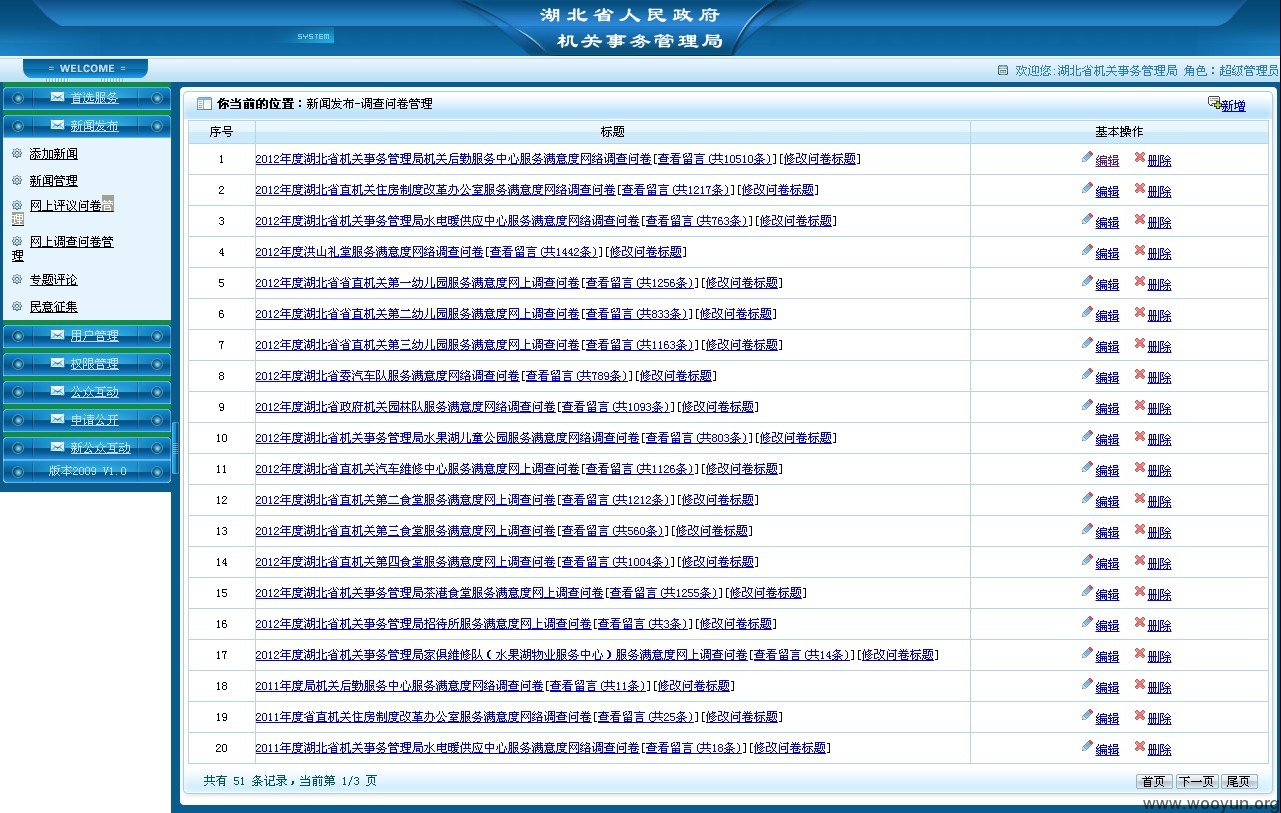 湖北省人民政府
机关事务管理局
SYSTEM
= WELCOME =
欢迎您:湖北省机关事务管理局 角色：超级管理员
首选服务
新闻发布
添加新闻
新闻管理
网上评议问卷管
理
网上调查问卷管
理
专题评论
民意征集
用户管理
权限管理
公众互动
申请公开
新公众互动
版本2009 V1.0
你当前的位置：新闻发布-调查问卷管理
新增
序号 标题 基本操作
1 2012年度湖北省机关事务管理局机关后勤服务中心服务满意度网络调查问卷[查看留言(共10510条)][修改问卷标题] 编辑 删除
2 2012年度湖北省直机关住房制度改革办公室服务满意度网络调查问卷[查看留言(共1217条)][修改问卷标题] 编辑 删除
3 2012年度湖北省机关事务管理局水电暖供应中心服务满意度网络调查问卷[查看留言(共763条)][修改问卷标题] 编辑 删除
4 2012年度洪山礼堂服务满意度网络调查问卷[查看留言(共1442条)][修改问卷标题] 编辑 删除
5 2012年度湖北省省直机关第一幼儿园服务满意度网上调查问卷[查看留言(共1256条)][修改问卷标题] 编辑 删除
6 2012年度湖北省省直机关第二幼儿园服务满意度网上调查问卷[查看留言(共833条)][修改问卷标题] 编辑 删除
7 2012年度湖北省省直机关第三幼儿园服务满意度网上调查问卷[查看留言(共1163条)][修改问卷标题] 编辑 删除
8 2012年度湖北省委汽车队服务满意度网络调查问卷[查看留言(共789条)][修改问卷标题] 编辑 删除
9 2012年度湖北省政府机关园林队服务满意度网络调查问卷[查看留言(共1093条)][修改问卷标题] 编辑 删除
10 2012年度湖北省机关事务管理局水果湖儿童公园服务满意度网络调查问卷[查看留言(共803条)][修改问卷标题] 编辑 删除
11 2012年度湖北省直机关汽车维修中心服务满意度网上调查问卷[查看留言(共1126条)][修改问卷标题] 编辑 删除
12 2012年度湖北省直机关第二食堂服务满意度网上调查问卷[查看留言(共1212条)][修改问卷标题] 编辑 删除
13 2012年度湖北省直机关第三食堂服务满意度网上调查问卷[查看留言(共560条)][修改问卷标题] 编辑 删除
14 2012年度湖北省直机关第四食堂服务满意度网上调查问卷[查看留言(共1004条)][修改问卷标题] 编辑 删除
15 2012年度湖北省机关事务管理局茶港食堂服务满意度网上调查问卷[查看留言(共1255条)][修改问卷标题] 编辑 删除
16 2012年度湖北省机关事务管理局招待所服务满意度网上调查问卷[查看留言(共3条)][修改问卷标题] 编辑 删除
17 2012年度湖北省机关事务管理局家俱维修队（水果湖物业服务中心）服务满意度网上调查问卷[查看留言(共14条)][修改问卷标题] 编辑 删除
18 2011年度局机关后勤服务中心服务满意度网络调查问卷[查看留言(共11条)][修改问卷标题] 编辑 删除
19 2011年度省直机关住房制度改革办公室服务满意度网络调查问卷[查看留言(共25条)][修改问卷标题] 编辑 删除
20 2011年度湖北省机关事务管理局水电暖供应中心服务满意度网络调查问卷[查看留言(共18条)][修改问卷标题] 编辑 删除
共有 51 条记录，当前第 1/3 页
首页 下一页 尾页
www.wooyun.org